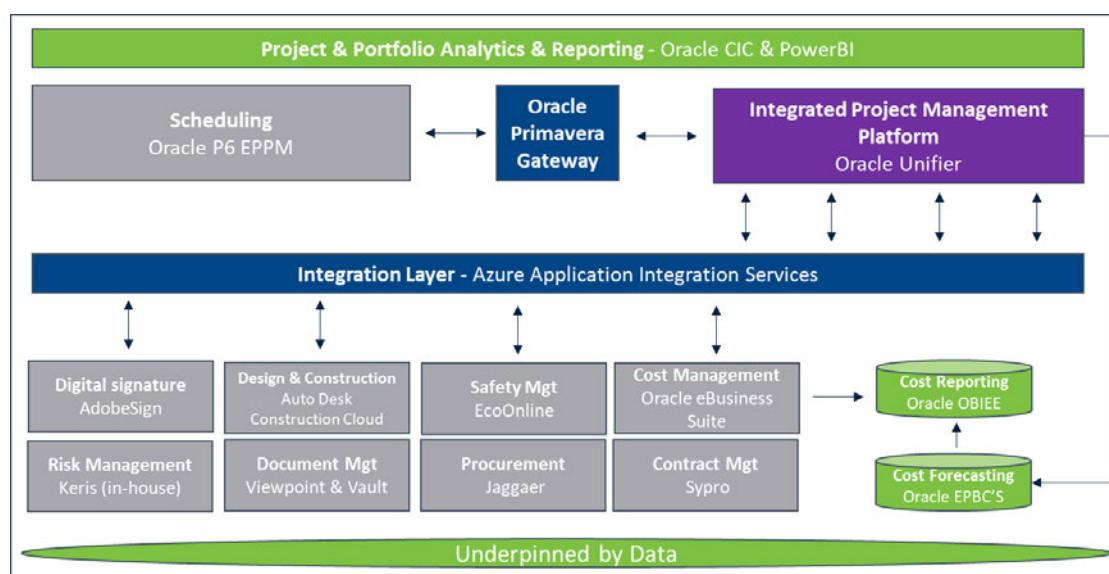 Project & Portfolio Analytics & Reporting - Oracle CIC & PowerBI
Scheduling
Oracle P6 EPPM
Oracle
Primavera
Gateway
Integrated Project Management
Platform
Oracle Unifier
Integration Layer - Azure Application Integration Services
Digital signature
AdobeSign
Design & Construction
Auto Desk
Construction Cloud
Safety Mgt
EcoOnline
Cost Management
Oracle eBusiness
Suite
Cost Reporting
Oracle OBIEE
Risk Management
Keris (in-house)
Document Mgt
Viewpoint & Vault
Procurement
Jaggaer
Contract Mgt
Sypro
Cost Forecasting
Oracle EPBC'S
Underpinned by Data